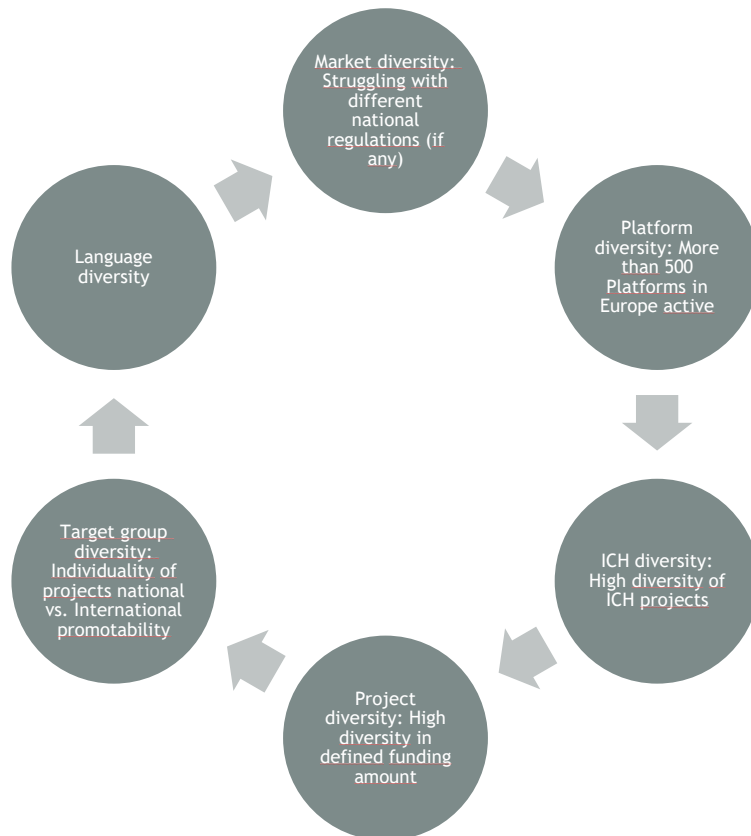 Market diversity:
Struggling with
different
national
regulations (if
any)
Platform
diversity: More
than 500
Platforms in
Europe active
ICH diversity:
High diversity of
ICH projects
Project
diversity: High
diversity in
defined funding
amount
Target group
diversity:
Individuality of
projects national
vs. International
promotability
Language
diversity